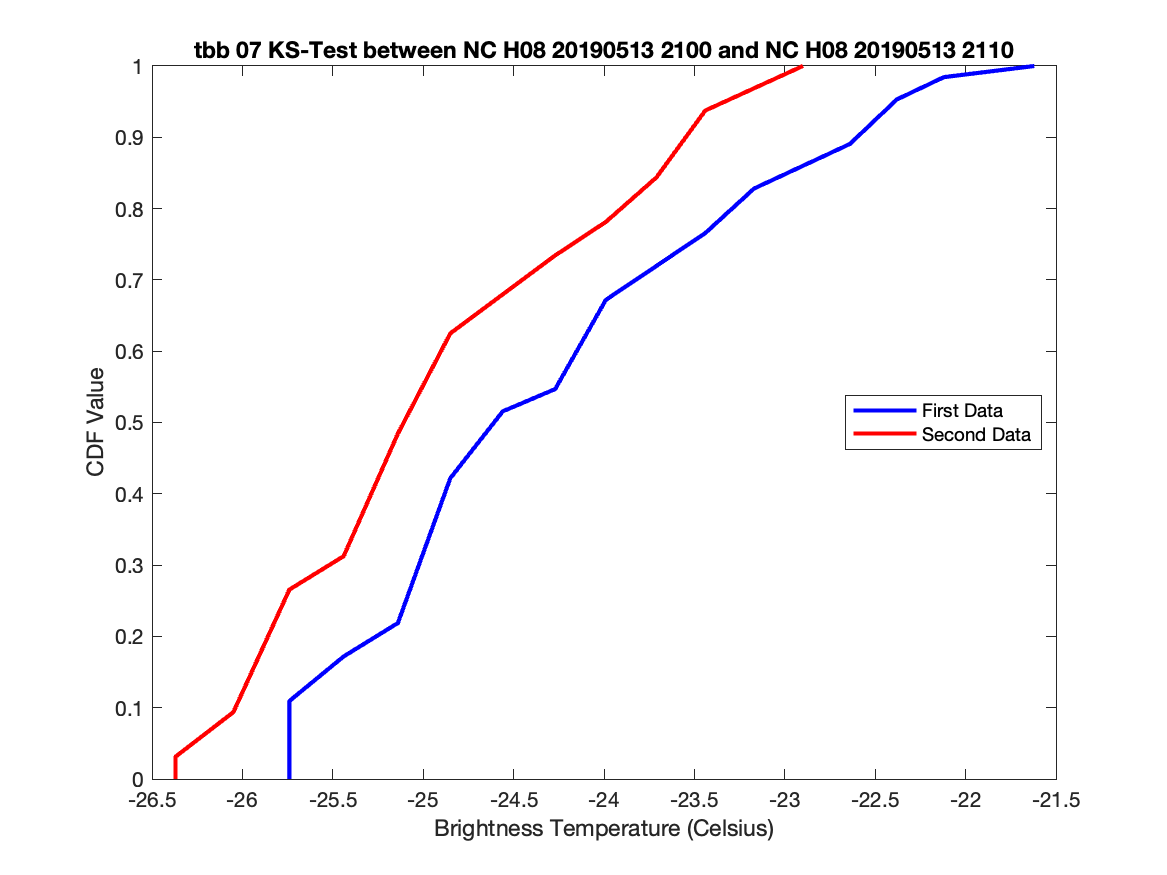 tbb 07 KS-Test between NC H08 20190513 2100 and NC H08 20190513 2110
1
0.9
0.8
0.7
0.6
0.5
0.4
0.3
0.2
0.1
0
CDF Value
First Data
Second Data
-26.5 -26 -25.5 -25 -24.5 -24 -23.5 -23 -22.5 -22 -21.5
Brightness Temperature (Celsius)